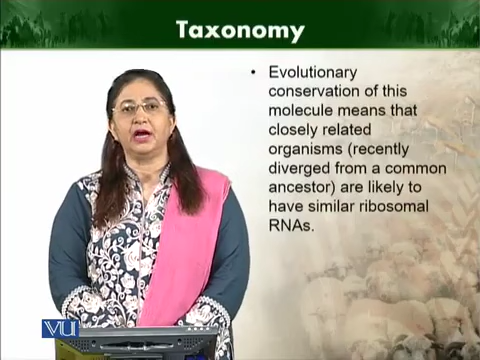 Taxonomy
• Evolutionary
conservation of this
molecule means that
closely related
organisms (recently
diverged from a common
ancestor) are likely to
have similar ribosomal
RNAs.
VU